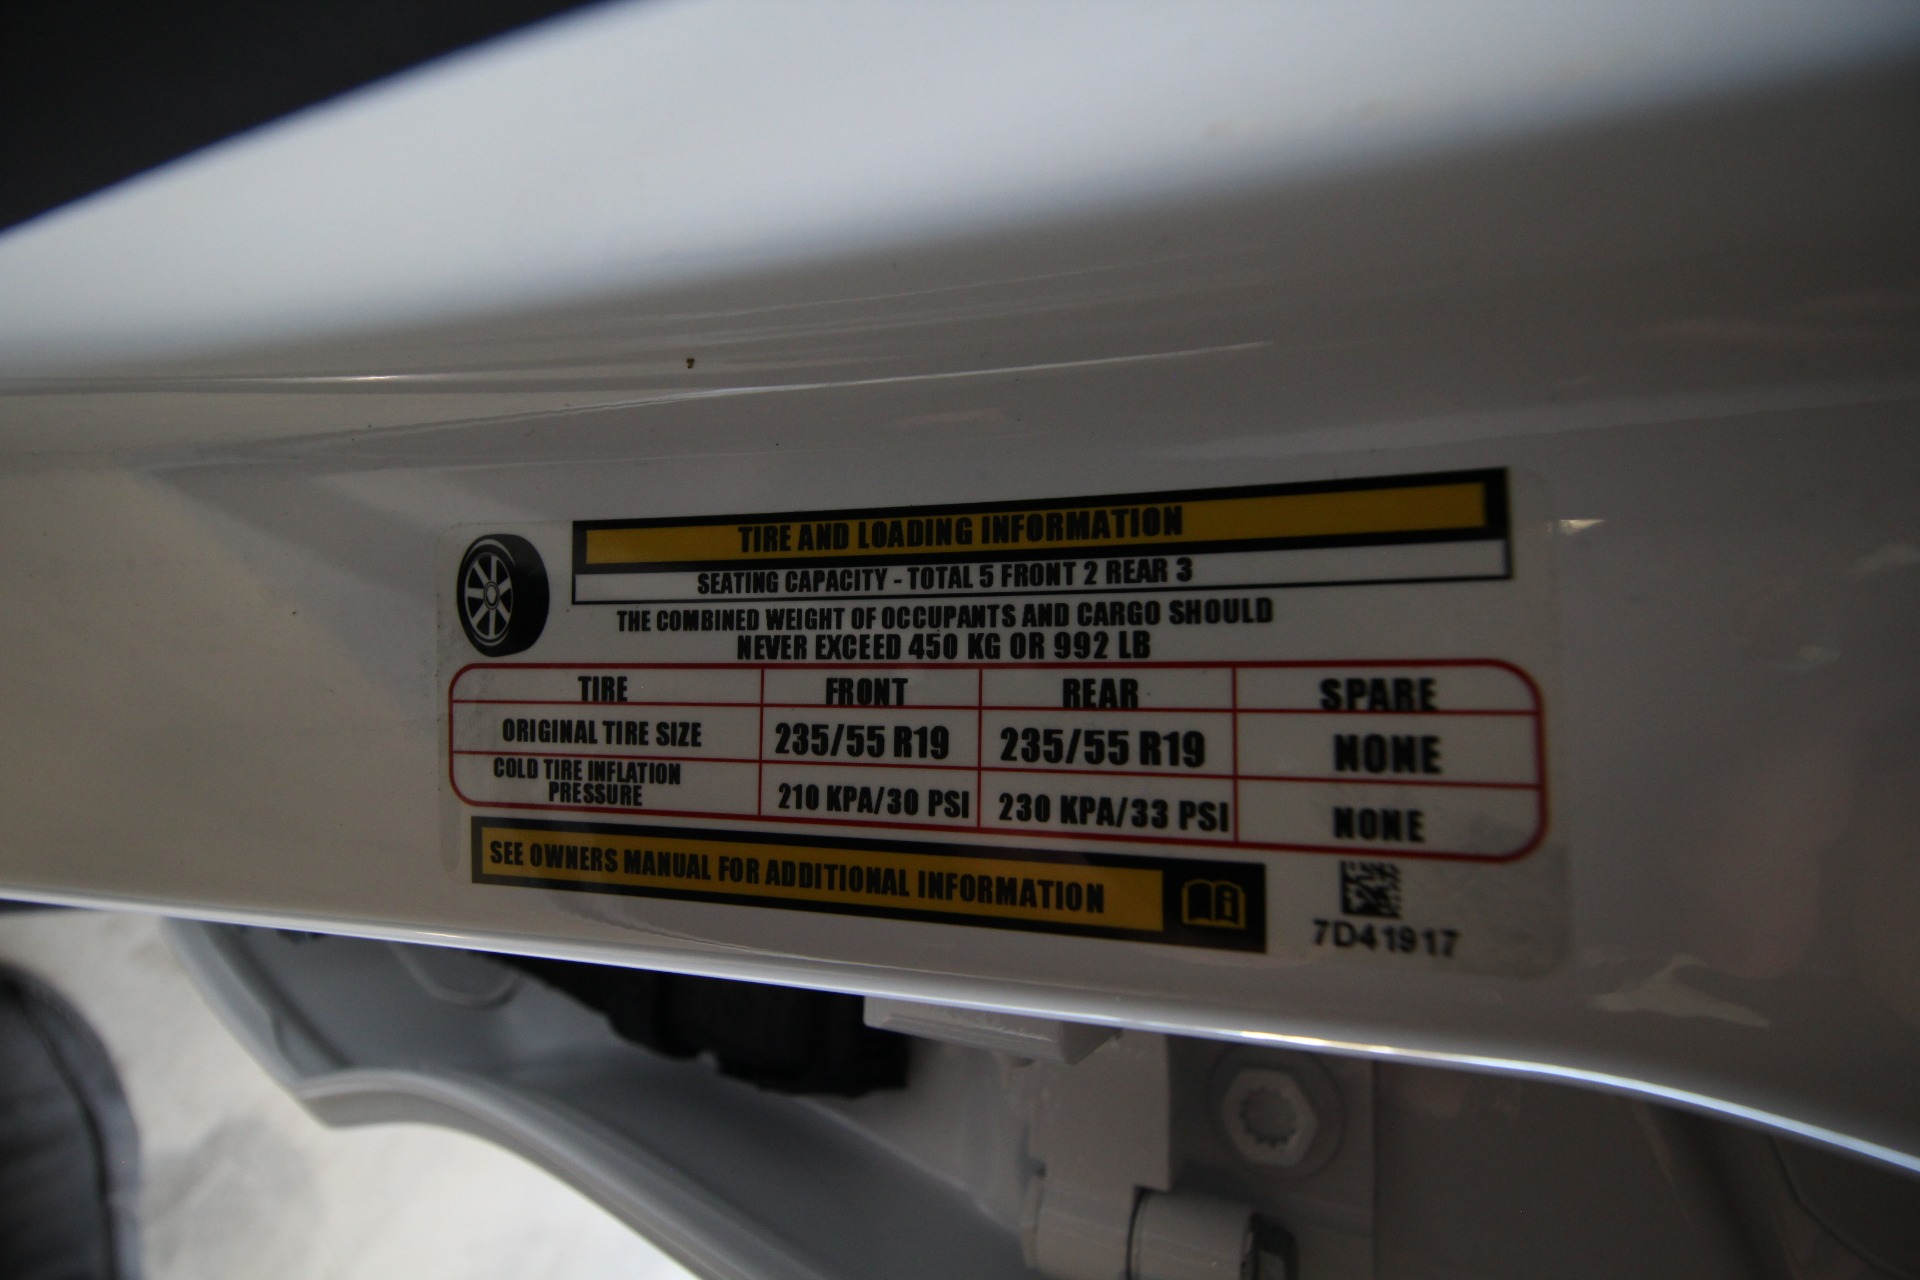 TIRE AND LOADING INFORMATION
SEATING CAPACITY - TOTAL 5 FRONT 2 REAR 3
THE COMBINED WEIGHT OF OCCUPANTS AND CARGO SHOULD
NEVER EXCEED 450 KG OR 992 LB
TIRE FRONT REAR SPARE
ORIGINAL TIRE SIZE 235/55 R19 235/55 R19 NONE
COLD TIRE INFLATION
PRESSURE 210 KPA/30 PSI 230 KPA/33 PSI NONE
SEE OWNERS MANUAL FOR ADDITIONAL INFORMATION
7D41917